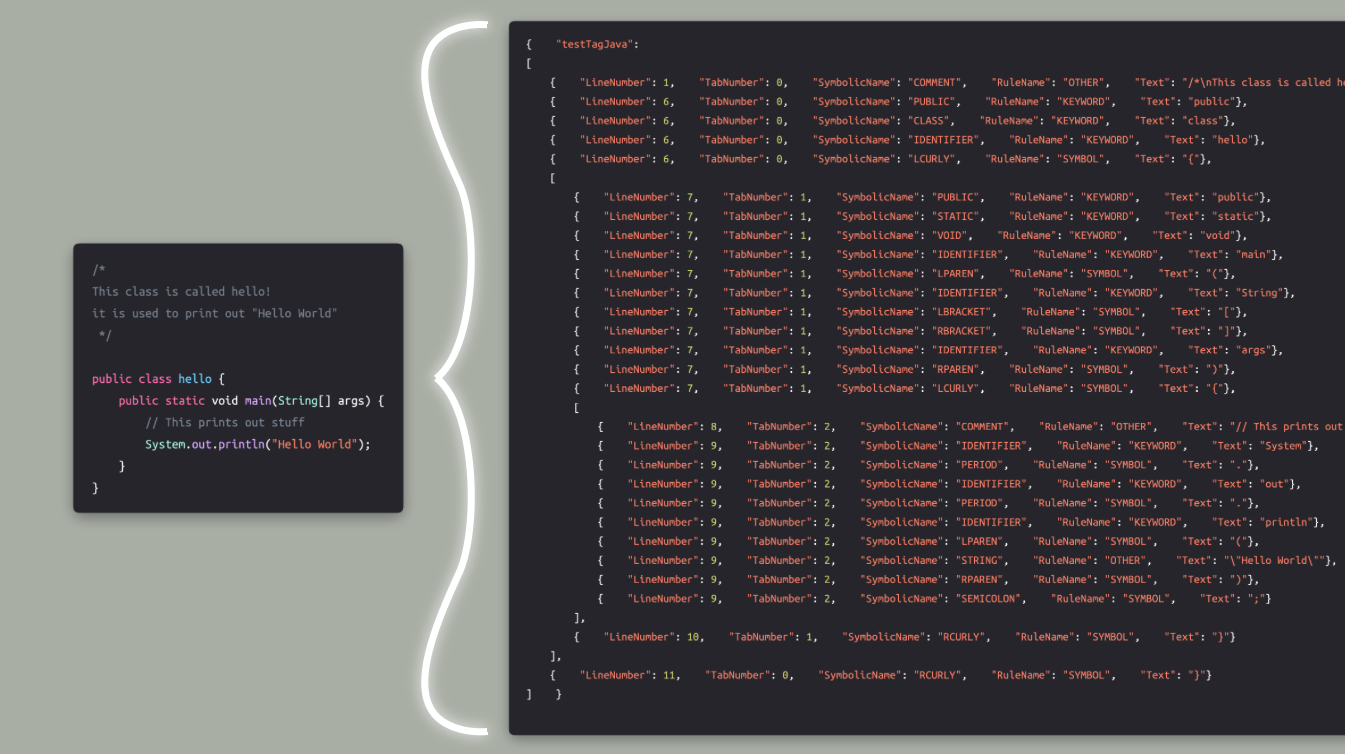 /*
This class is called hello!
it is used to print out "Hello World"
*/
public class hello {
public static void main(String[] args) {
// This prints out stuff
System.out.println("Hello World");
}
}
{    "testTagJava":
[
{    "LineNumber": 1,    "TabNumber": 0,    "SymbolicName": "COMMENT",    "RuleName": "OTHER",    "Text": "/*\nThis class is called
{    "LineNumber": 6,    "TabNumber": 0,    "SymbolicName": "PUBLIC",    "RuleName": "KEYWORD",    "Text": "public"},
{    "LineNumber": 6,    "TabNumber": 0,    "SymbolicName": "CLASS",    "RuleName": "KEYWORD",    "Text": "class"},
{    "LineNumber": 6,    "TabNumber": 0,    "SymbolicName": "IDENTIFIER",    "RuleName": "KEYWORD",    "Text": "hello"},
{    "LineNumber": 6,    "TabNumber": 0,    "SymbolicName": "LCURLY",    "RuleName": "SYMBOL",    "Text": "{"},
[
{    "LineNumber": 7,    "TabNumber": 1,    "SymbolicName": "PUBLIC",    "RuleName": "KEYWORD",    "Text": "public"},
{    "LineNumber": 7,    "TabNumber": 1,    "SymbolicName": "STATIC",    "RuleName": "KEYWORD",    "Text": "static"},
{    "LineNumber": 7,    "TabNumber": 1,    "SymbolicName": "VOID",    "RuleName": "KEYWORD",    "Text": "void"},
{    "LineNumber": 7,    "TabNumber": 1,    "SymbolicName": "IDENTIFIER",    "RuleName": "KEYWORD",    "Text": "main"},
{    "LineNumber": 7,    "TabNumber": 1,    "SymbolicName": "LPAREN",    "RuleName": "SYMBOL",    "Text": "("},
{    "LineNumber": 7,    "TabNumber": 1,    "SymbolicName": "IDENTIFIER",    "RuleName": "KEYWORD",    "Text": "String"},
{    "LineNumber": 7,    "TabNumber": 1,    "SymbolicName": "LBRACKET",    "RuleName": "SYMBOL",    "Text": "["},
{    "LineNumber": 7,    "TabNumber": 1,    "SymbolicName": "RBRACKET",    "RuleName": "SYMBOL",    "Text": "]"},
{    "LineNumber": 7,    "TabNumber": 1,    "SymbolicName": "IDENTIFIER",    "RuleName": "KEYWORD",    "Text": "args"},
{    "LineNumber": 7,    "TabNumber": 1,    "SymbolicName": "RPAREN",    "RuleName": "SYMBOL",    "Text": ")"},
{    "LineNumber": 7,    "TabNumber": 1,    "SymbolicName": "LCURLY",    "RuleName": "SYMBOL",    "Text": "{"},
[
{    "LineNumber": 8,    "TabNumber": 2,    "SymbolicName": "COMMENT",    "RuleName": "OTHER",    "Text": "// This prints out
{    "LineNumber": 9,    "TabNumber": 2,    "SymbolicName": "IDENTIFIER",    "RuleName": "KEYWORD",    "Text": "System"},
{    "LineNumber": 9,    "TabNumber": 2,    "SymbolicName": "PERIOD",    "RuleName": "SYMBOL",    "Text": "."},
{    "LineNumber": 9,    "TabNumber": 2,    "SymbolicName": "IDENTIFIER",    "RuleName": "KEYWORD",    "Text": "out"},
{    "LineNumber": 9,    "TabNumber": 2,    "SymbolicName": "PERIOD",    "RuleName": "SYMBOL",    "Text": "."},
{    "LineNumber": 9,    "TabNumber": 2,    "SymbolicName": "IDENTIFIER",    "RuleName": "KEYWORD",    "Text": "println"},
{    "LineNumber": 9,    "TabNumber": 2,    "SymbolicName": "LPAREN",    "RuleName": "SYMBOL",    "Text": "("},
{    "LineNumber": 9,    "TabNumber": 2,    "SymbolicName": "STRING",    "RuleName": "OTHER",    "Text": "\"Hello World\""},
{    "LineNumber": 9,    "TabNumber": 2,    "SymbolicName": "RPAREN",    "RuleName": "SYMBOL",    "Text": ")"},
{    "LineNumber": 9,    "TabNumber": 2,    "SymbolicName": "SEMICOLON",    "RuleName": "SYMBOL",    "Text": ";"}
],
{    "LineNumber": 10,    "TabNumber": 1,    "SymbolicName": "RCURLY",    "RuleName": "SYMBOL",    "Text": "}"}
],
{    "LineNumber": 11,    "TabNumber": 0,    "SymbolicName": "RCURLY",    "RuleName": "SYMBOL",    "Text": "}"}
]    }